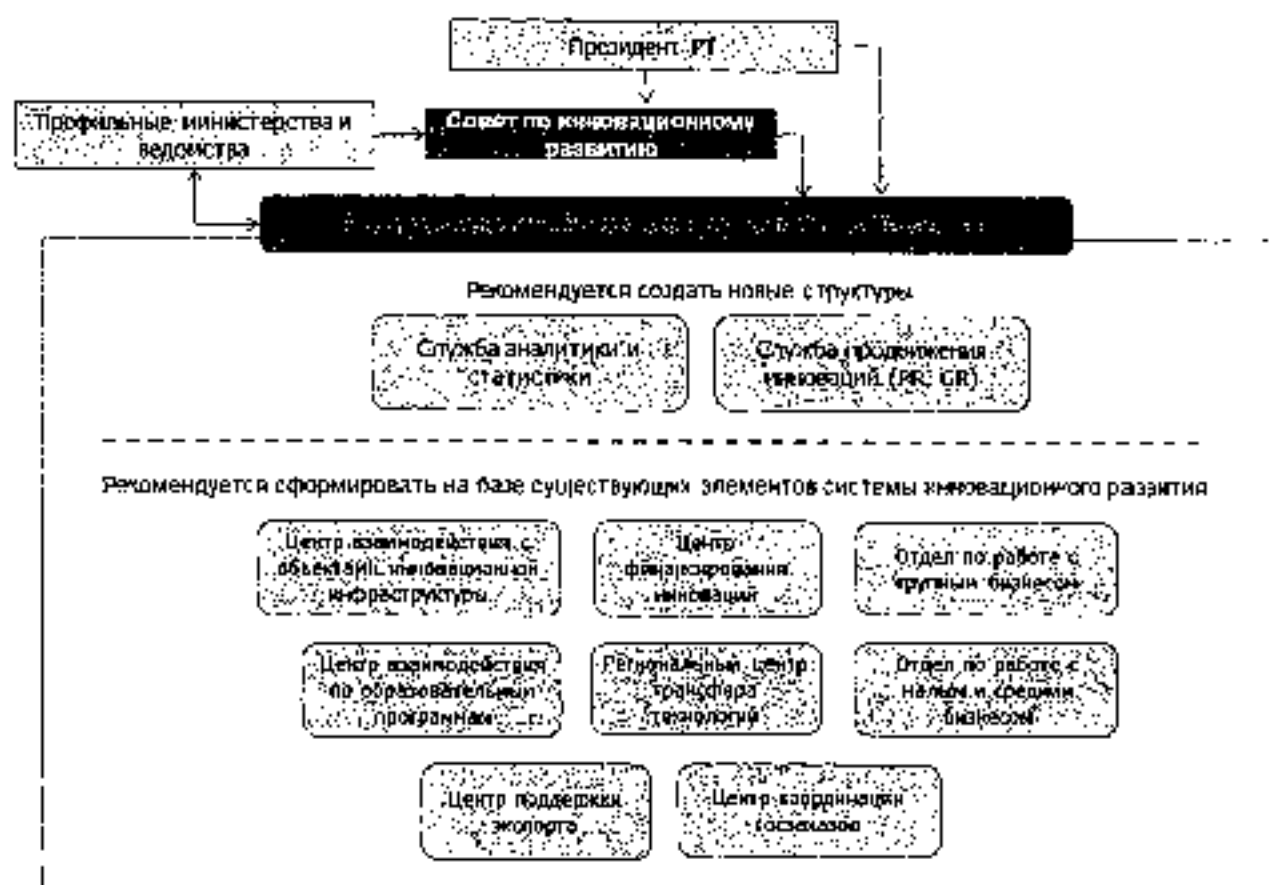 Президент РТ
Профильные министерства и
ведомства
Совет по инновационному
развитию
Рекомендуется создать новые структуры
Служба аналитики и
статистики
Служба продвижения
инноваций (PR, GR)
Рекомендуется сформировать на базе существующих элементов системы инновационного развития
Центр взаимодействия с
объектами инновационной
инфраструктуры
Центр
финансирования
инноваций
Отдел по работе с
крупным бизнесом
Центр взаимодействия
по образовательным
программам
Региональный центр
трансфера
технологий
Отдел по работе с
малым и средним
бизнесом
Центр поддержки
экспорта
Центр координации
госзаказов